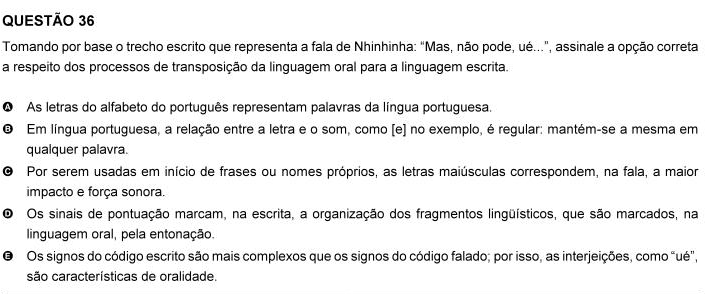 QUESTÃO 36
Tomando por base o trecho escrito que representa a fala de Nhinhinha: “Mas, não pode, ué...”, assinale a opção correta
a respeito dos processos de transposição da linguagem oral para a linguagem escrita.
A As letras do alfabeto do português representam palavras da língua portuguesa.
B Em língua portuguesa, a relação entre a letra e o som, como [e] no exemplo, é regular: mantém-se a mesma em
qualquer palavra.
C Por serem usadas em início de frases ou nomes próprios, as letras maiúsculas correspondem, na fala, a maior
impacto e força sonora.
D Os sinais de pontuação marcam, na escrita, a organização dos fragmentos lingüísticos, que são marcados, na
linguagem oral, pela entonação.
E Os signos do código escrito são mais complexos que os signos do código falado; por isso, as interjeições, como “ué”,
são características de oralidade.